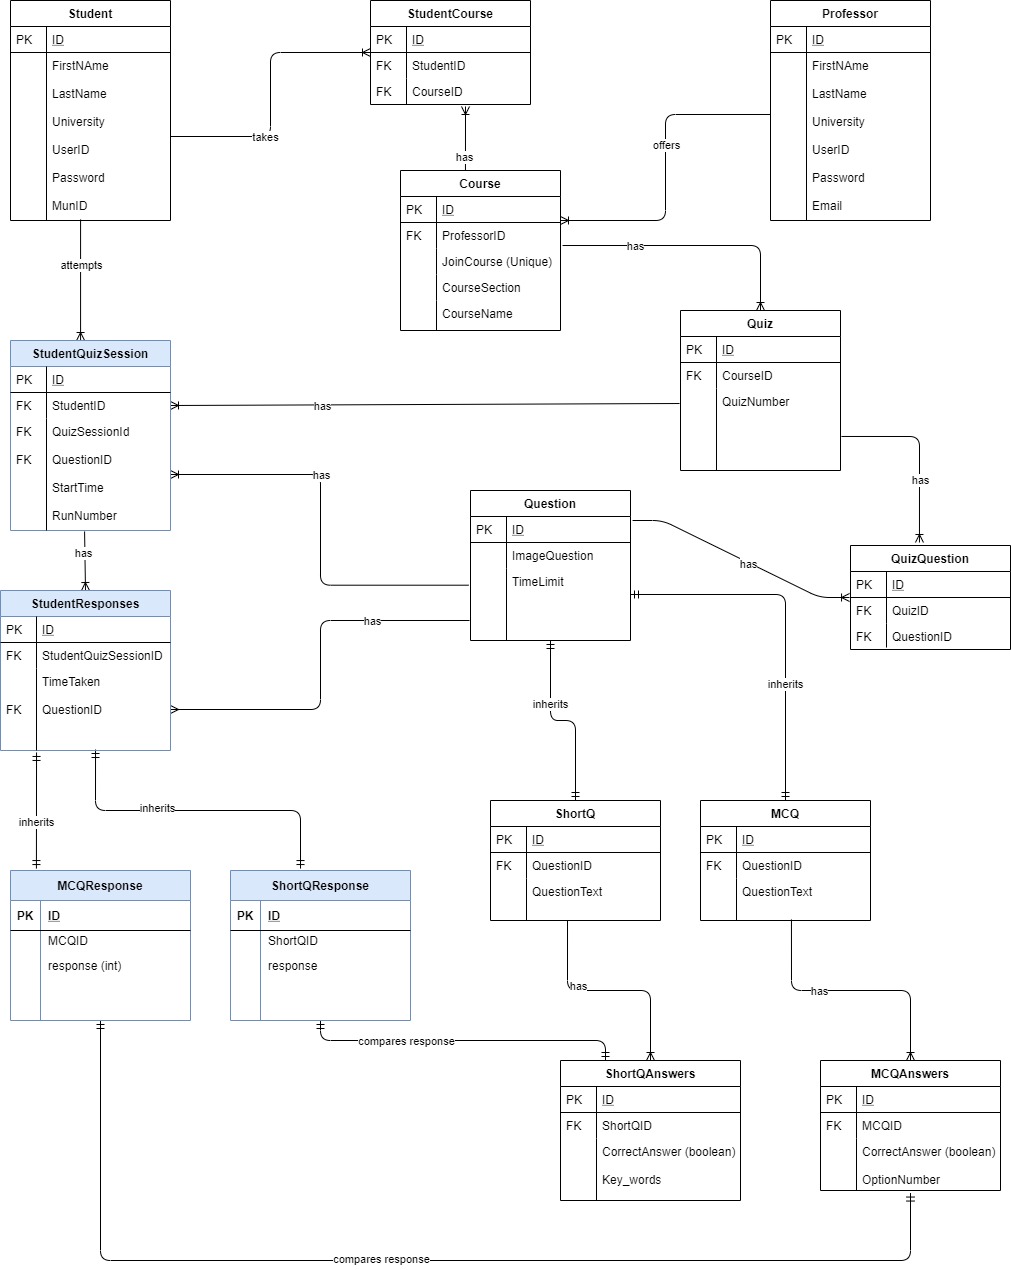 Student
PK ID
FirstNAme
LastName
University
UserID
Password
MunID
StudentCourse
PK ID
FK StudentID
FK CourseID
Professor
PK ID
FirstNAme
LastName
University
UserID
Password
Email
takes
has
offers
Course
PK ID
FK ProfessorID
JoinCourse (Unique)
CourseSection
CourseName
has
attempts
Quiz
PK ID
FK CourseID
QuizNumber
StudentQuizSession
PK ID
FK StudentID
FK QuizSessionId
FK QuestionID
StartTime
RunNumber
has
has
has
Question
PK ID
ImageQuestion
TimeLimit
has
QuizQuestion
PK ID
FK QuizID
FK QuestionID
has
StudentResponses
PK ID
FK StudentQuizSessionID
TimeTaken
FK QuestionID
has
inherits
inherits
inherits
inherits
ShortQ
PK ID
FK QuestionID
QuestionText
MCQ
PK ID
FK QuestionID
QuestionText
MCQResponse
PK ID
MCQID
response (int)
ShortQResponse
PK ID
ShortQID
response
has
has
compares response
ShortQAnswers
PK ID
FK ShortQID
CorrectAnswer (boolean)
Key_words
MCQAnswers
PK ID
FK MCQID
CorrectAnswer (boolean)
OptionNumber
compares response